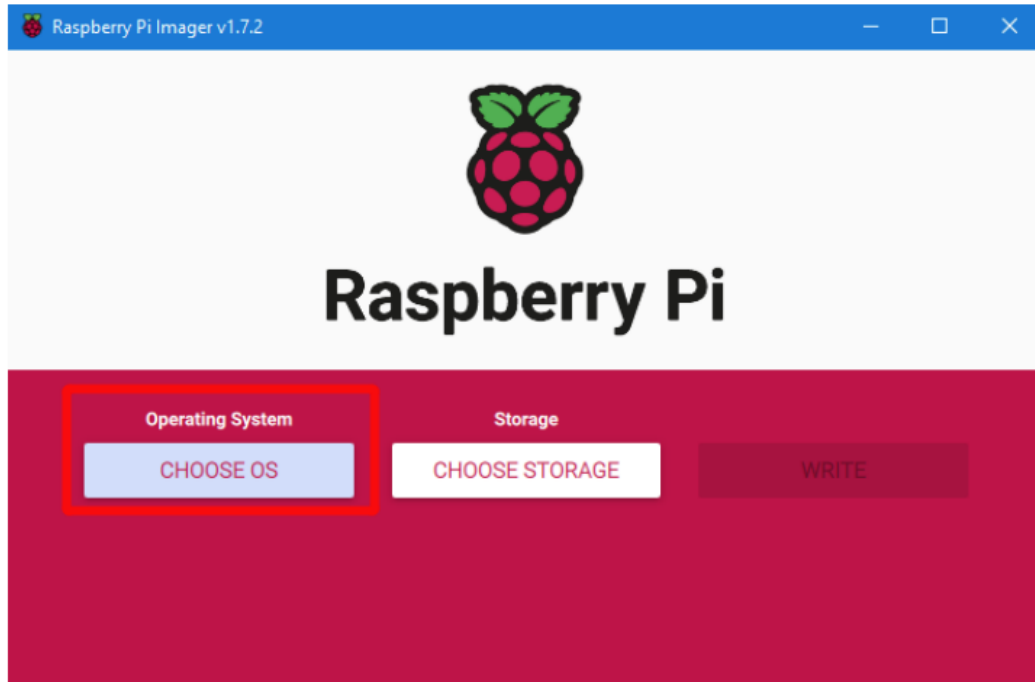 Raspberry Pi Imager v1.7.2
Raspberry Pi
Operating System
Storage
CHOOSE OS
CHOOSE STORAGE
WRITE